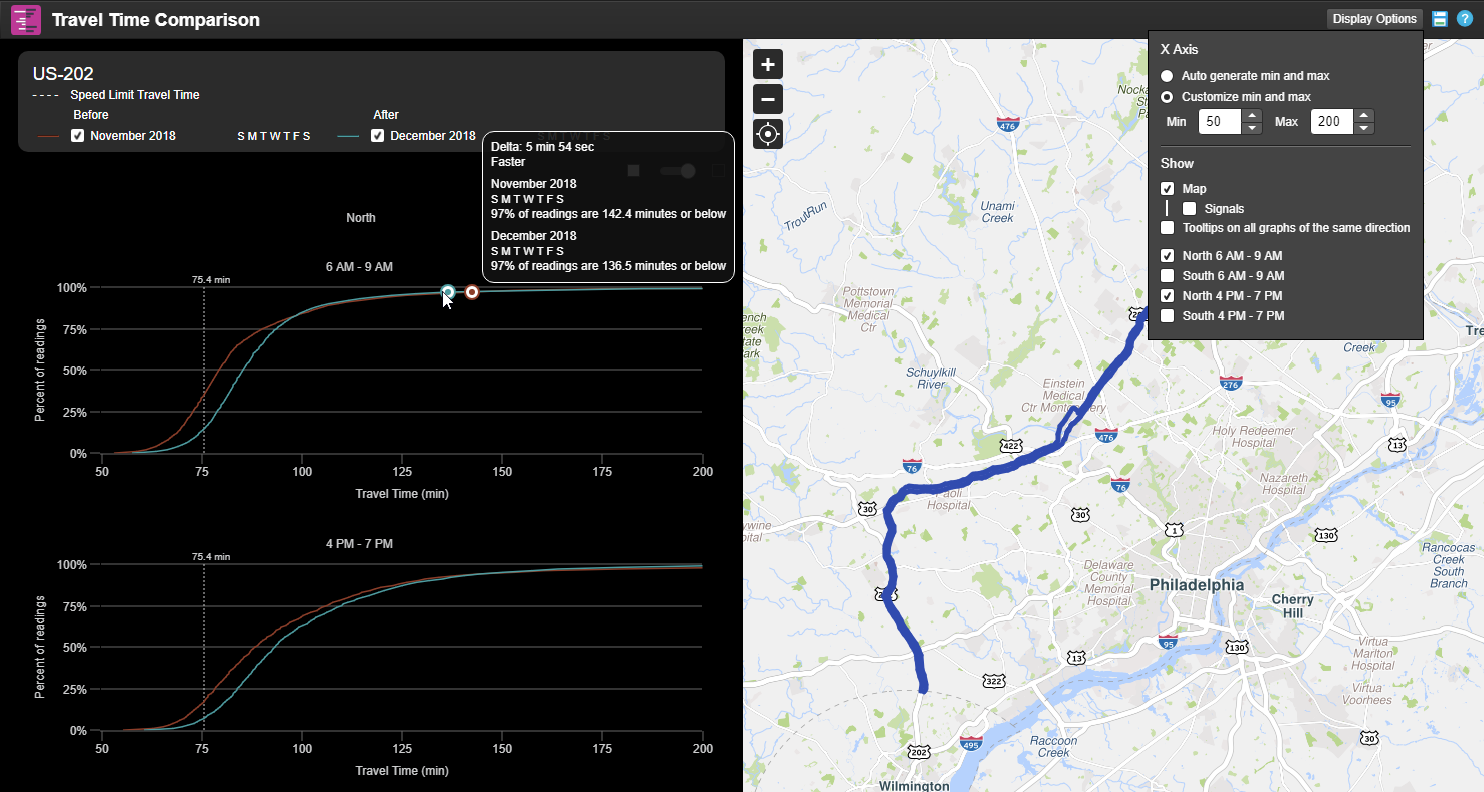 Travel Time Comparison
Display Options
?
US-202
Speed Limit Travel Time
Before
After
November 2018
S M T W T F S
December 2018
S M T W T F S
Delta: 5 min 54 sec
Faster
November 2018
S M T W T F S
97% of readings are 142.4 minutes or below
December 2018
S M T W T F S
97% of readings are 136.5 minutes or below
North
6 AM - 9 AM
75.4 min
100%
75%
50%
25%
0%
Percent of readings
50
75
100
125
150
175
200
Travel Time (min)
4 PM - 7 PM
75.4 min
100%
75%
50%
25%
0%
Percent of readings
50
75
100
125
150
175
200
Travel Time (min)
X Axis
Auto generate min and max
Customize min and max
Min
50
Max
200
Show
Map
Signals
Tooltips on all graphs of the same direction
North 6 AM - 9 AM
South 6 AM - 9 AM
North 4 PM - 7 PM
South 4 PM - 7 PM
+
−
476
Unami
Creek
Trout Run
Pottstown
Memorial
Medical
Ctr
Schuylkill
River
Einstein
Medical
Ctr Montgomery
Creek
276
95
13
422
476
76
76
Holy Redeemer
Hospital
Nazareth
Hospital
Paoli
Hospital
30
30
1
130
Rancocas
Creek
South
Branch
Delaware
County
Memorial
Hospital
Philadelphia
Cherry
Hill
95
130
13
322
Virtua
Marlton
Hospital
Virtua
Voorhees
30
Raccoon
Creek
495
202
Wilmington